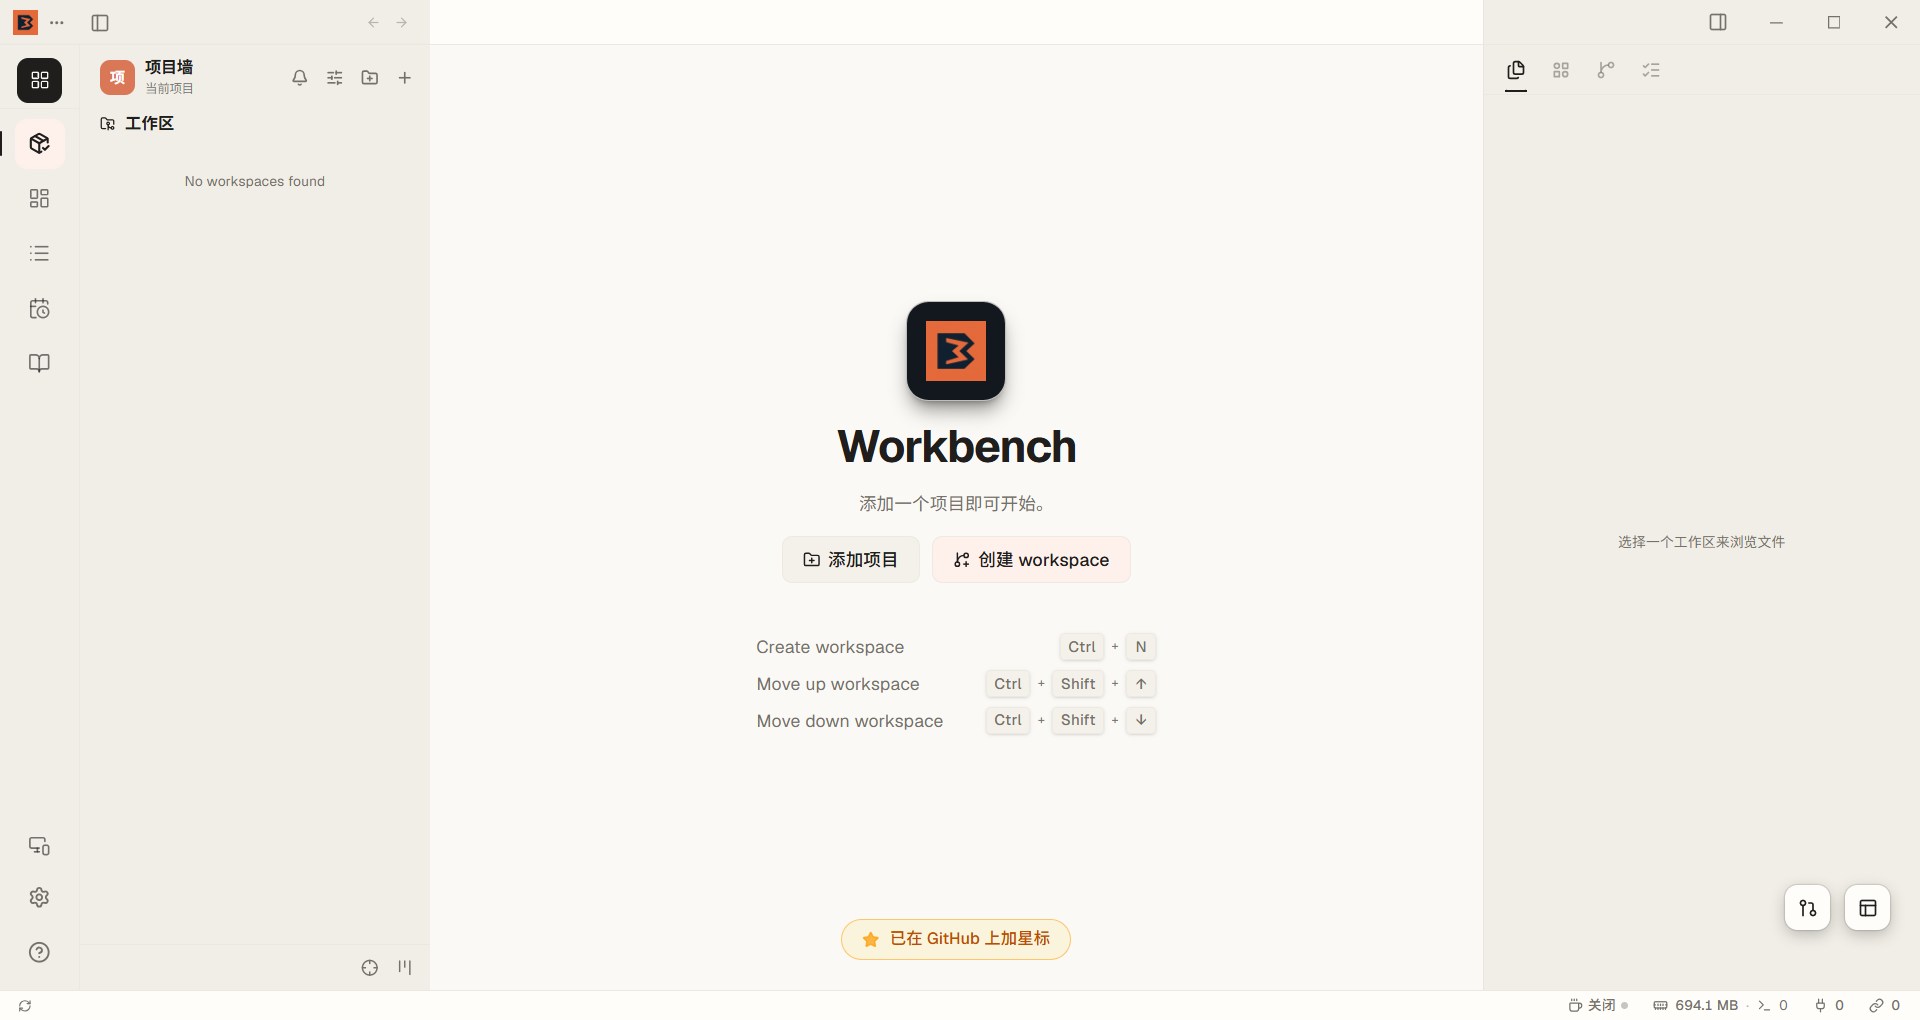 项
项目墙
当前项目
工作区
No workspaces found
Workbench
添加一个项目即可开始。
添加项目
创建 workspace
Create workspace Ctrl + N
Move up workspace Ctrl + Shift + ↑
Move down workspace Ctrl + Shift + ↓
已在 GitHub 上加星标
选择一个工作区来浏览文件
关闭 694.1 MB · 0 0 0